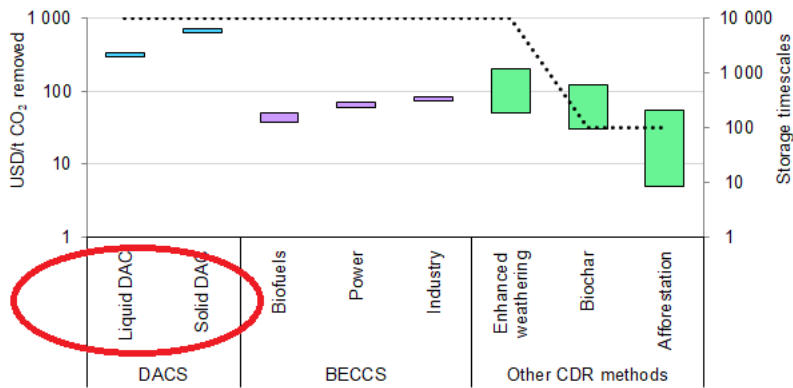 USD/t CO₂ removed
1 000
100
10
1
10 000
1 000
100
10
1
Storage timescales
Liquid DAC
Solid DAC
Biofuels
Power
Industry
Enhanced
weathering
Biochar
Afforestation
DACS
BECCS
Other CDR methods